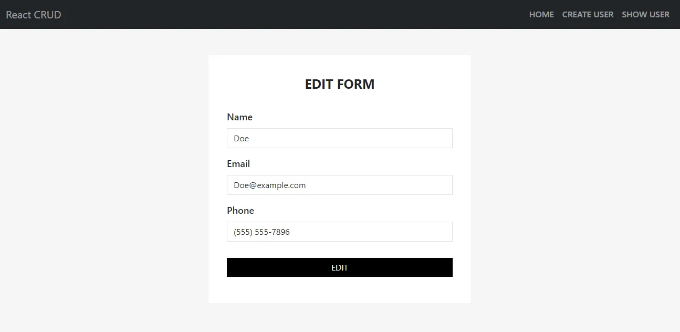 React CRUD HOME CREATE USER SHOW USER
EDIT FORM
Name
Doe
Email
Doe@example.com
Phone
(555) 555-7896
EDIT